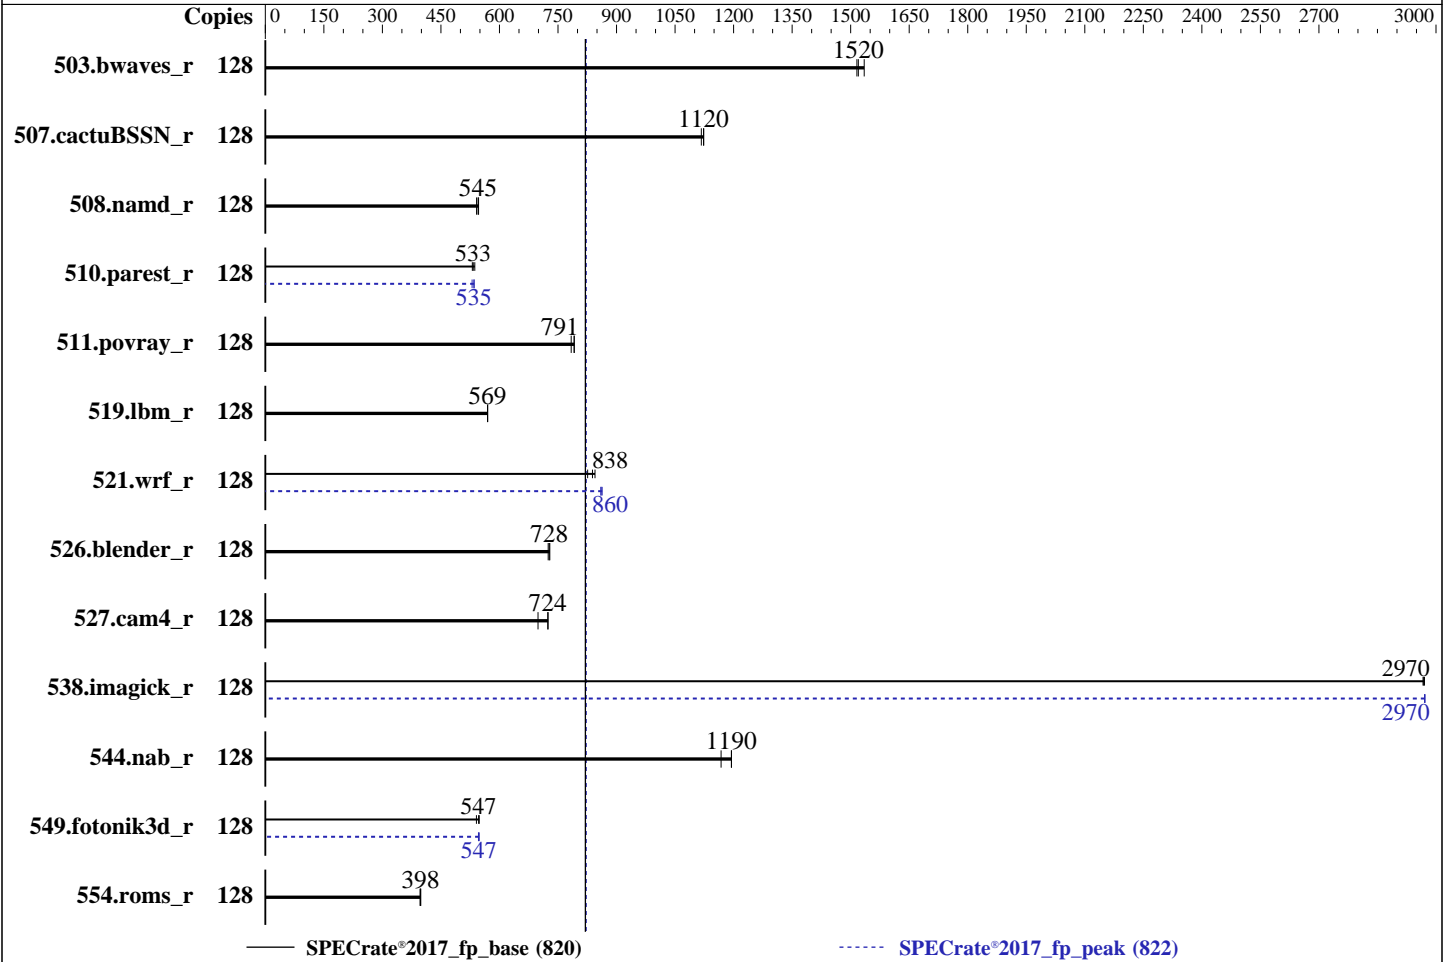 Copies 0 150 300 450 600 750 900 1050 1200 1350 1500 1650 1800 1950 2100 2250 2400 2550 2700 3000
1520
503.bwaves_r 128
1120
507.cactuBSSN_r 128
545
508.namd_r 128
533
510.parest_r 128
535
791
511.povray_r 128
569
519.lbm_r 128
838
521.wrf_r 128
860
728
526.blender_r 128
724
527.cam4_r 128
2970
538.imagick_r 128
2970
1190
544.nab_r 128
547
549.fotonik3d_r 128
547
398
554.roms_r 128
SPECrate®2017_fp_base (820) SPECrate®2017_fp_peak (822)